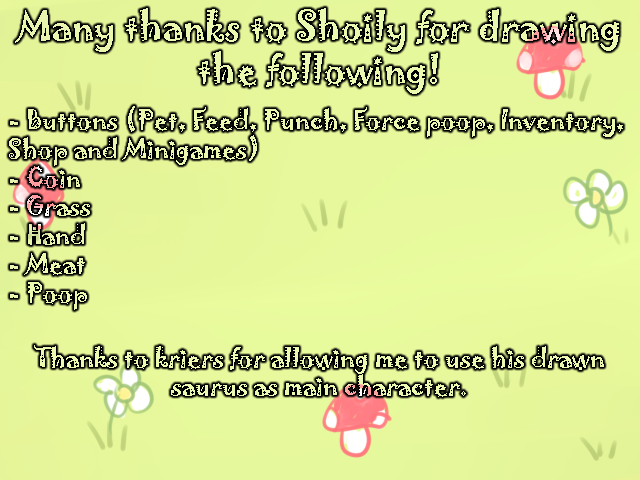 Many thanks to Shoily for drawing
the following!
- Buttons (Pet, Feed, Punch, Force poop, Inventory,
Shop and Minigames)
- Coin
- Grass
- Hand
- Meat
- Poop
Thanks to kriers for allowing me to use his drawn
saurus as main character.